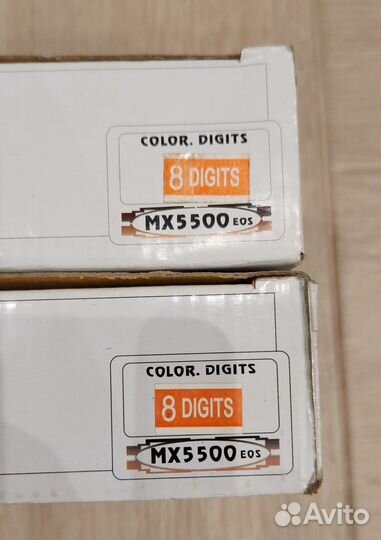 COLOR. DIGITS
8 DIGITS
MX5500 EOS
COLOR. DIGITS
8 DIGITS
MX5500 EOS
Avito